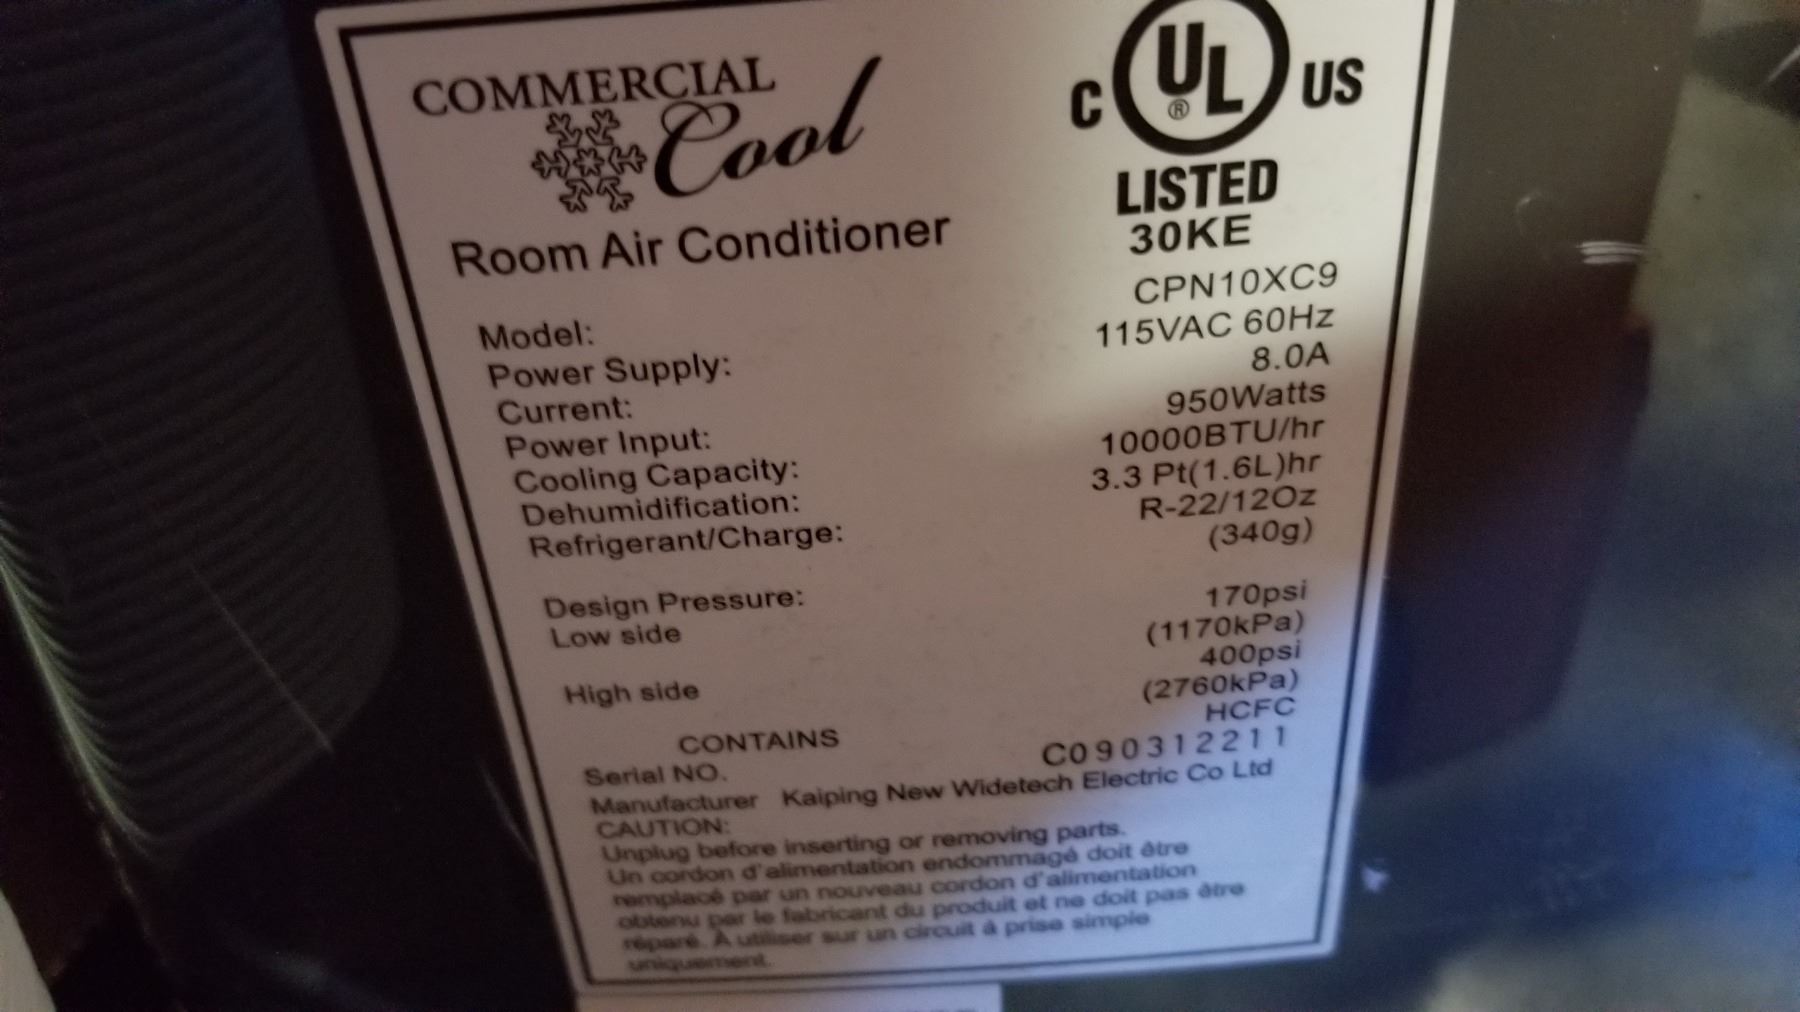 COMMERCIAL
Cool
C UL ® US
LISTED
30KE
Room Air Conditioner
Model: CPN10XC9
Power Supply: 115VAC 60Hz
Current: 8.0A
Power Input: 950Watts
Cooling Capacity: 10000BTU/hr
Dehumidification: 3.3 Pt(1.6L)hr
Refrigerant/Charge: R-22/12Oz
(340g)
Design Pressure:
Low side 170psi
(1170kPa)
High side 400psi
(2760kPa)
CONTAINS HCFC
Serial NO. C090312211
Manufacturer Kaiping New Widetech Electric Co Ltd
CAUTION:
Unplug before inserting or removing parts.
Un cordon d'alimentation endommagé doit être
remplacé par un nouveau cordon d'alimentation
obtenu par le fabricant du produit et ne doit pas être
réparé. À utiliser sur un circuit à prise simple
uniquement.